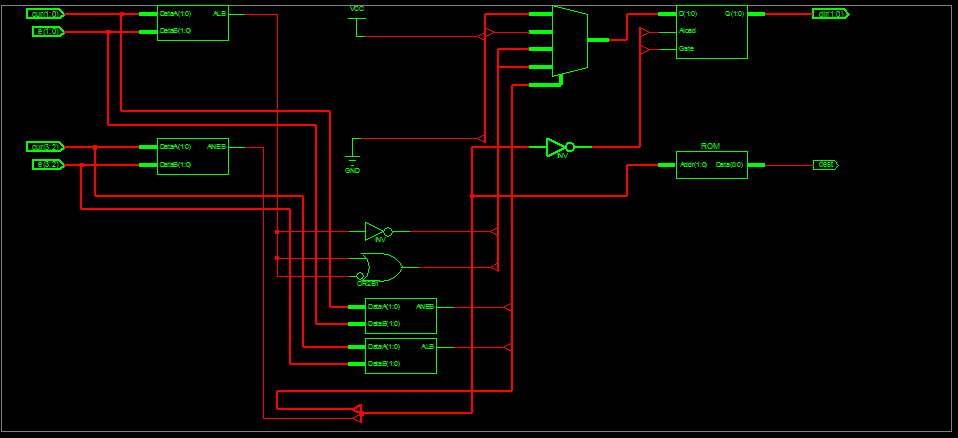 cur(1:0)
DataA(1:0)
ALB
e(1:0)
DataB(1:0)
VCC
D(1:0)
Q(1:0)
dir(1:0)
Aload
Gate
cur(3:2)
DataA(1:0)
ANEB
e(3:2)
DataB(1:0)
GND
INV
ROM
Addr(1:0)
Data(0:0)
INV
OR2B1
DataA(1:0)
ANEB
DataB(1:0)
DataA(1:0)
ALB
DataB(1:0)